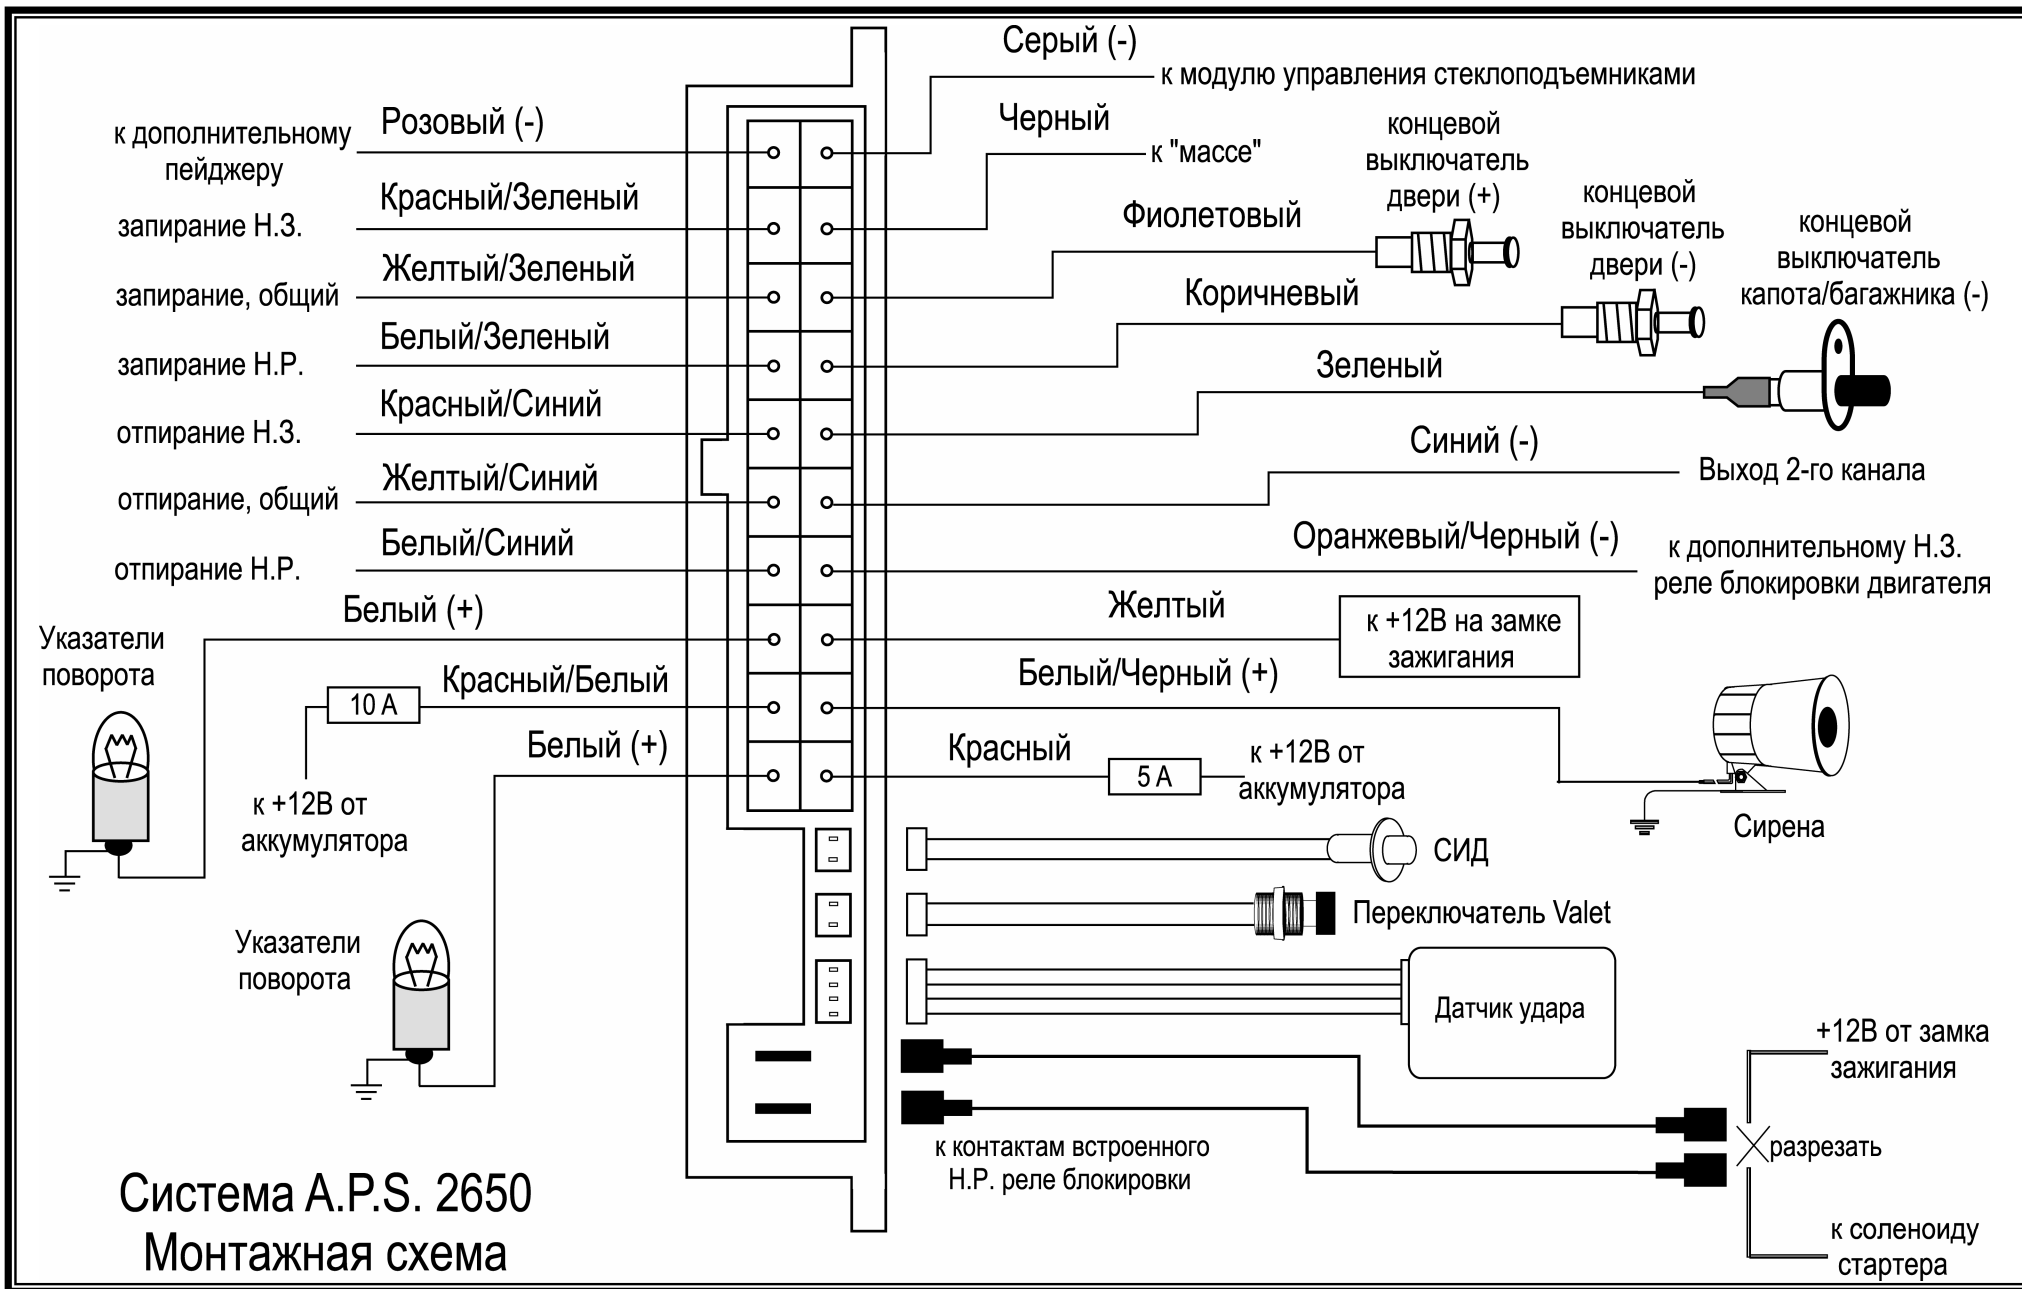 Серый (-)
к модулю управления стеклоподъемниками
Розовый (-)
к дополнительному
пейджеру
Черный
к "массе"
концевой
выключатель
двери (+)
Красный/Зеленый
запирание Н.З.
Фиолетовый
концевой
выключатель
двери (-)
концевой
выключатель
капота/багажника (-)
Желтый/Зеленый
запирание, общий
Коричневый
Белый/Зеленый
запирание Н.Р.
Зеленый
Красный/Синий
отпирание Н.З.
Синий (-)
Выход 2-го канала
Желтый/Синий
отпирание, общий
Белый/Синий
отпирание Н.Р.
Оранжевый/Черный (-)
к дополнительному Н.З.
реле блокировки двигателя
Белый (+)
Указатели
поворота
Желтый
к +12В на замке
зажигания
Красный/Белый
10 А
к +12В от
аккумулятора
Белый/Черный (+)
Сирена
Белый (+)
Красный
5 А
к +12В от
аккумулятора
СИД
Переключатель Valet
Указатели
поворота
Датчик удара
+12В от замка
зажигания
к контактам встроенного
Н.Р. реле блокировки
разрезать
к соленоиду
стартера
Система A.P.S. 2650
Монтажная схема